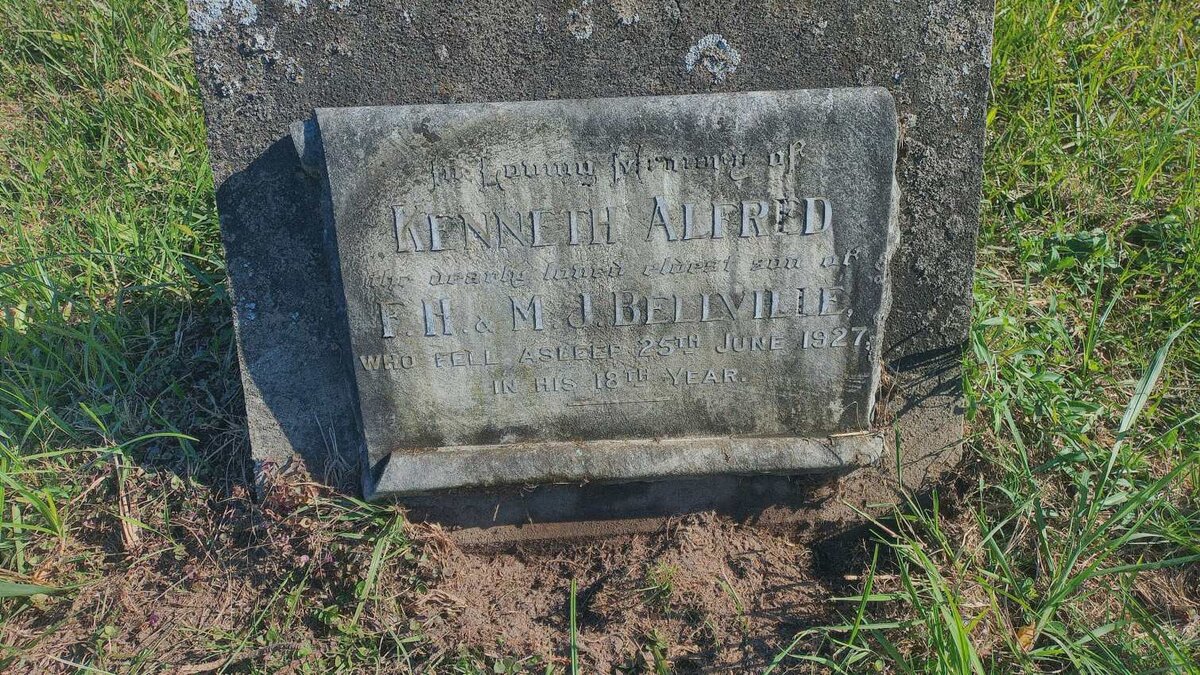 In Loving Memory of
KENNETH ALFRED
The dearly loved eldest son of
F. H. & M. J. BELLVILLE,
WHO FELL ASLEEP 25TH JUNE 1927,
IN HIS 18TH YEAR.